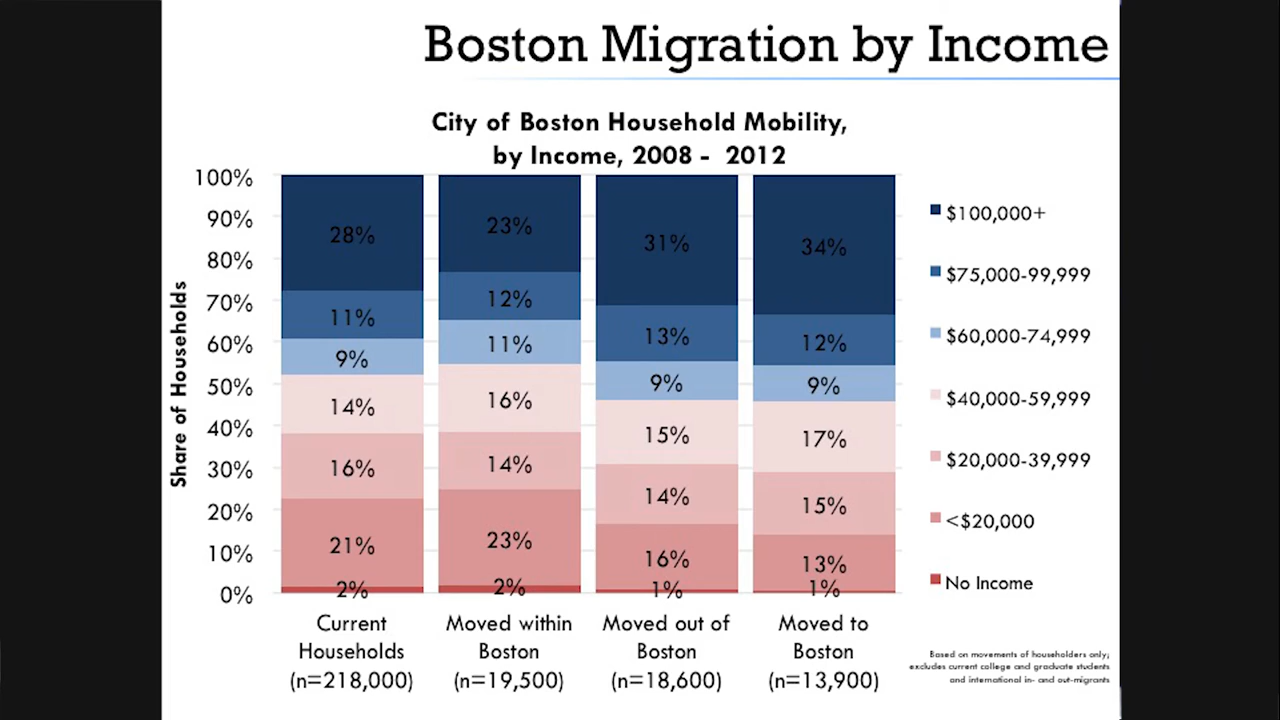 Boston Migration by Income
City of Boston Household Mobility,
by Income, 2008 - 2012
Share of Households
100%
90%
80%
70%
60%
50%
40%
30%
20%
10%
0%
28%
11%
9%
14%
16%
21%
2%
23%
12%
11%
16%
14%
23%
2%
31%
13%
9%
15%
14%
16%
1%
34%
12%
9%
17%
15%
13%
1%
Current
Households
(n=218,000)
Moved within
Boston
(n=19,500)
Moved out of
Boston
(n=18,600)
Moved to
Boston
(n=13,900)
$100,000+
$75,000-99,999
$60,000-74,999
$40,000-59,999
$20,000-39,999
<$20,000
No Income
Based on movements of householders only;
excludes current college and graduate students
and international in- and out-migrants